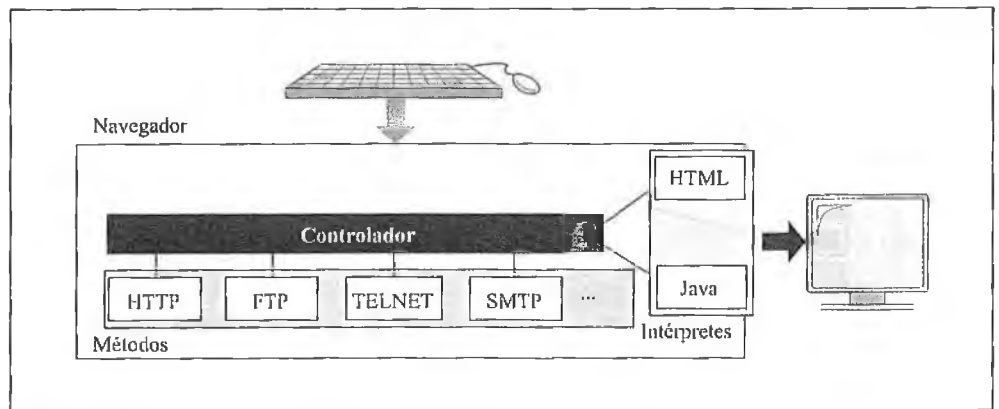 Navegador
HTML
Controlador
HTTP
FTP
TELNET
SMTP
...
Java
Métodos
Intérpretes